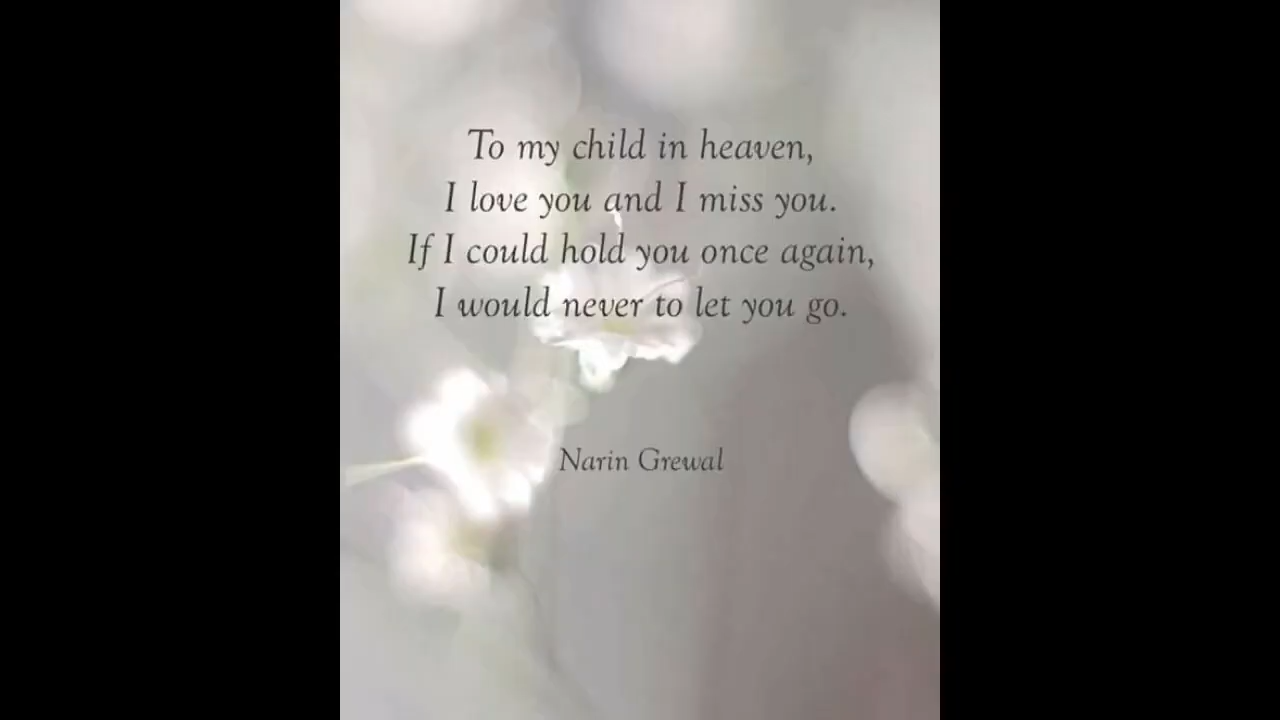 To my child in heaven,
I love you and I miss you.
If I could hold you once again,
I would never to let you go.
Narin Grewal